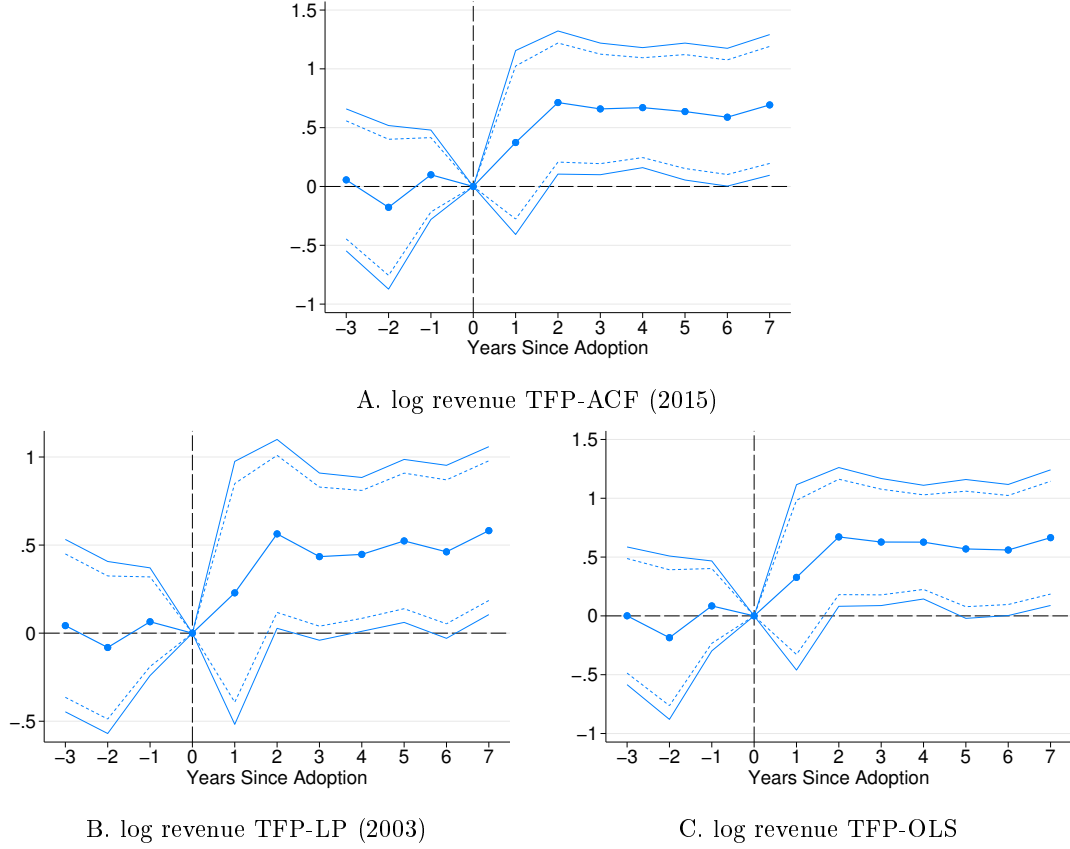 1.5
1
.5
0
−.5
−1
−3 −2 −1 0 1 2 3 4 5 6 7
Years Since Adoption
A. log revenue TFP-ACF (2015)
1
.5
0
−.5
−3 −2 −1 0 1 2 3 4 5 6 7
Years Since Adoption
B. log revenue TFP-LP (2003)
1.5
1
.5
0
−.5
−1
−3 −2 −1 0 1 2 3 4 5 6 7
Years Since Adoption
C. log revenue TFP-OLS